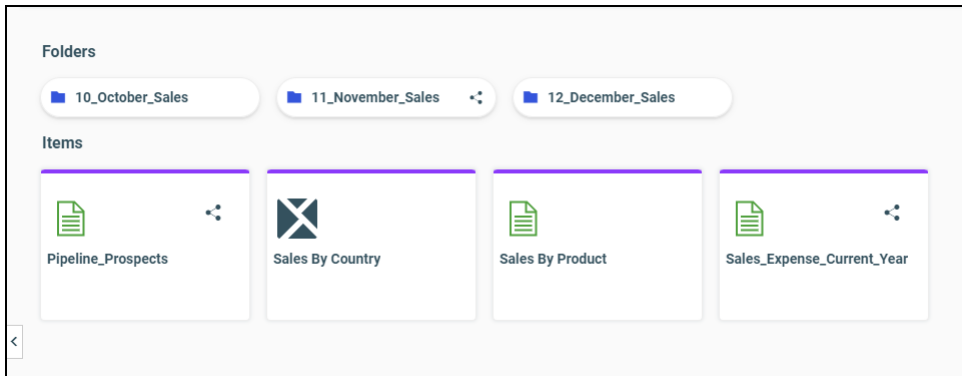 Folders
10_October_Sales 11_November_Sales 12_December_Sales
Items
Pipeline_Prospects Sales By Country Sales By Product Sales_Expense_Current_Year